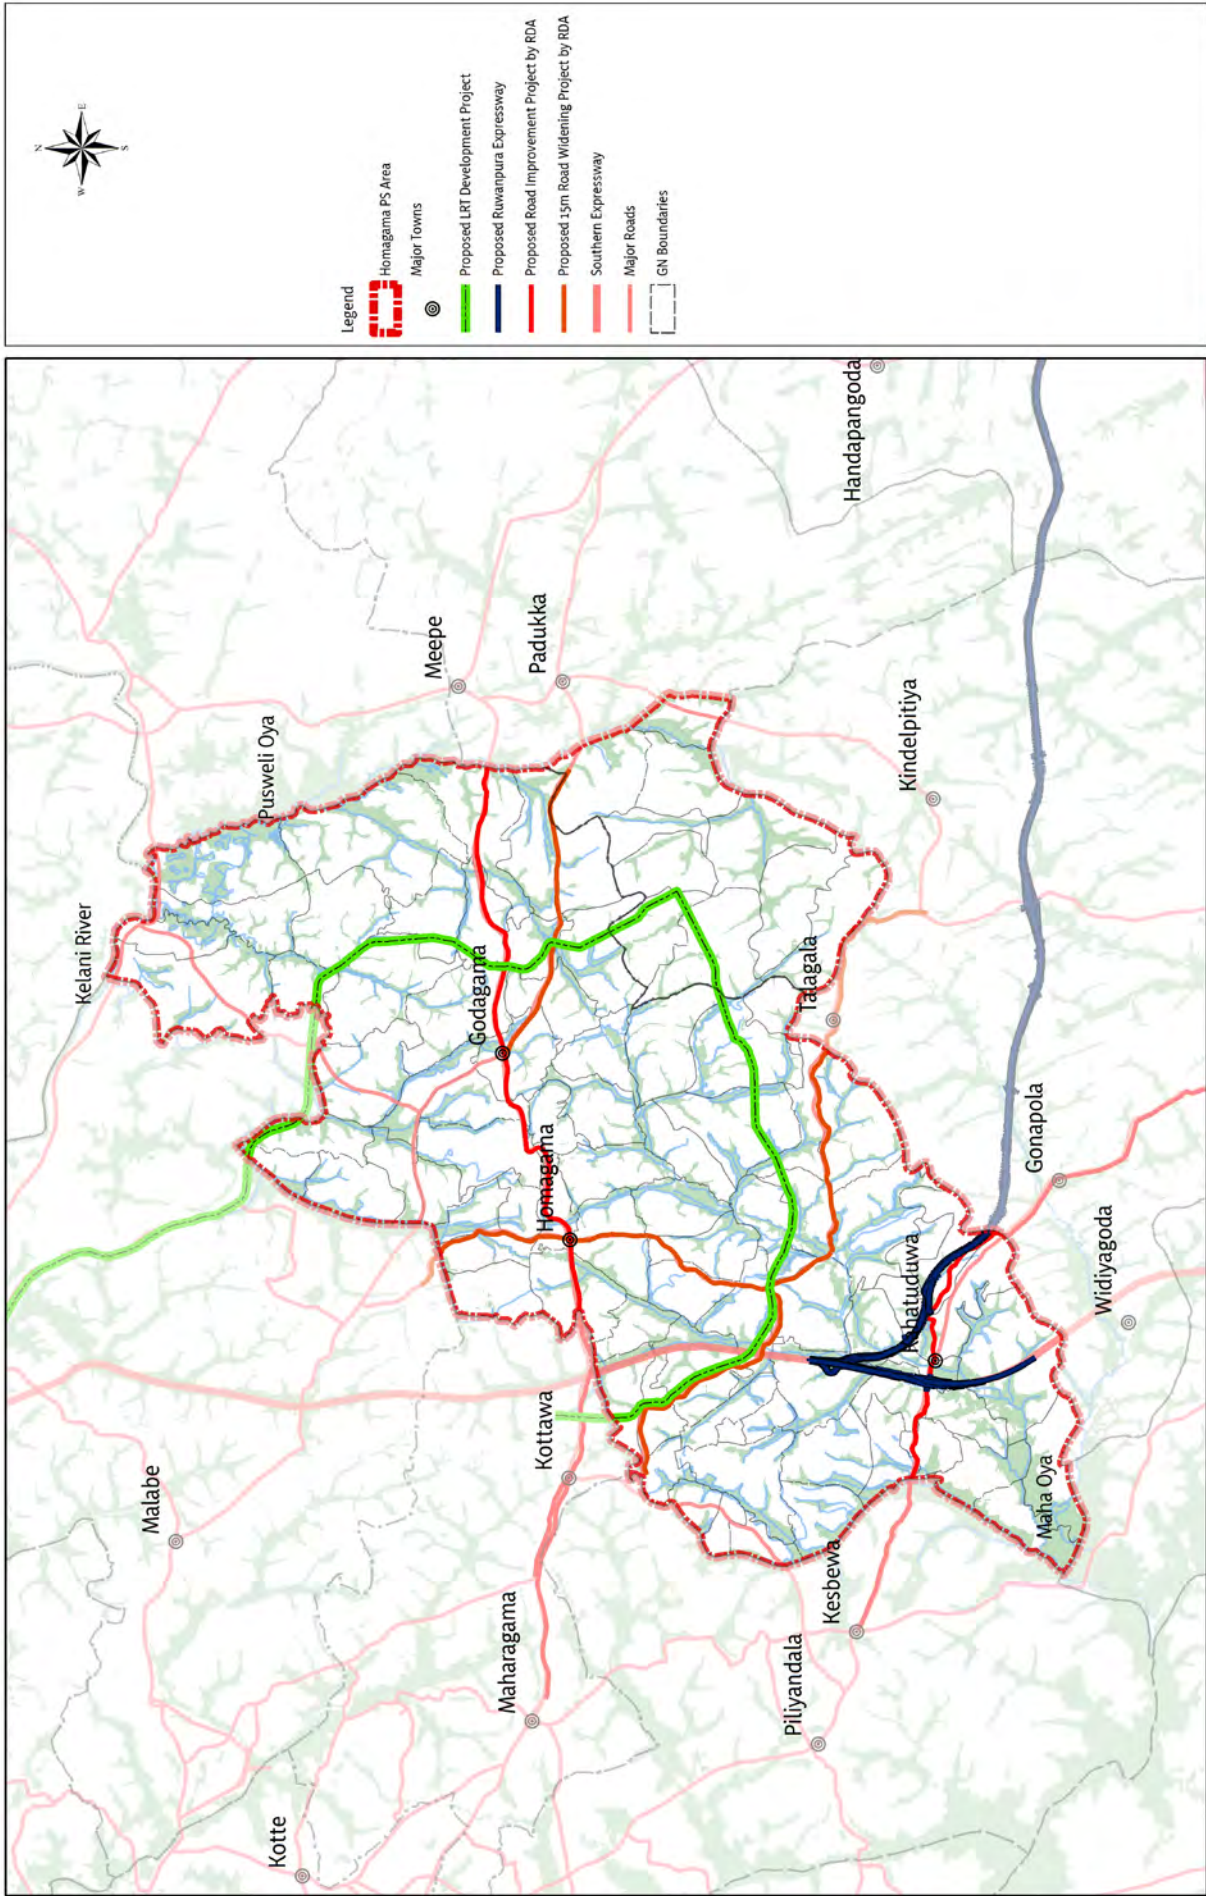 N
E
S
W
Legend
Homagama PS Area
Major Towns
Proposed LRT Development Project
Proposed Ruwanpura Expressway
Proposed Road Improvement Project by RDA
Proposed 15m Road Widening Project by RDA
Southern Expressway
Major Roads
GN Boundaries
Kelani River
Pusweli Oya
Meepe
Padukka
Handapangoda
Malabe
Kotte
Godagama
Homagama
Kottawa
Maharagama
Talagala
Kindelpitiya
Piliyandala
Kesbewa
Kahatuduwa
Gonapola
Maha Oya
Widiyagoda